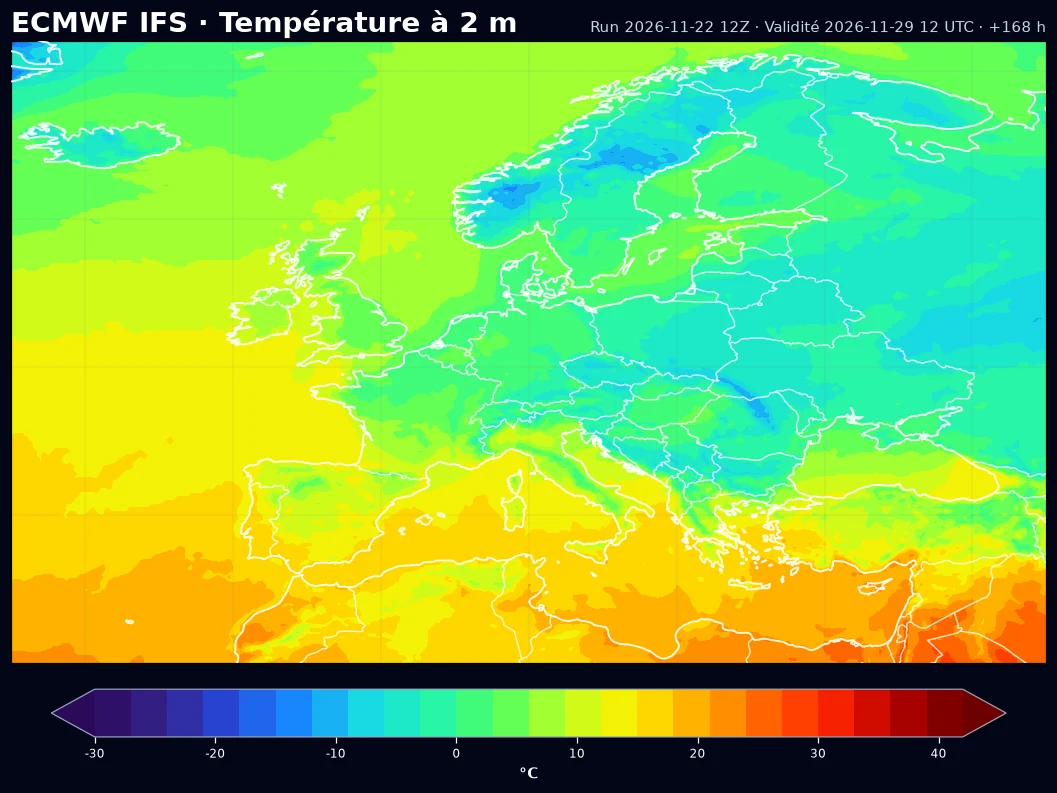 ECMWF IFS · Température à 2 m
Run 2026-11-22 12Z · Validité 2026-11-29 12 UTC · +168 h
-30 -20 -10 0 10 20 30 40
°C